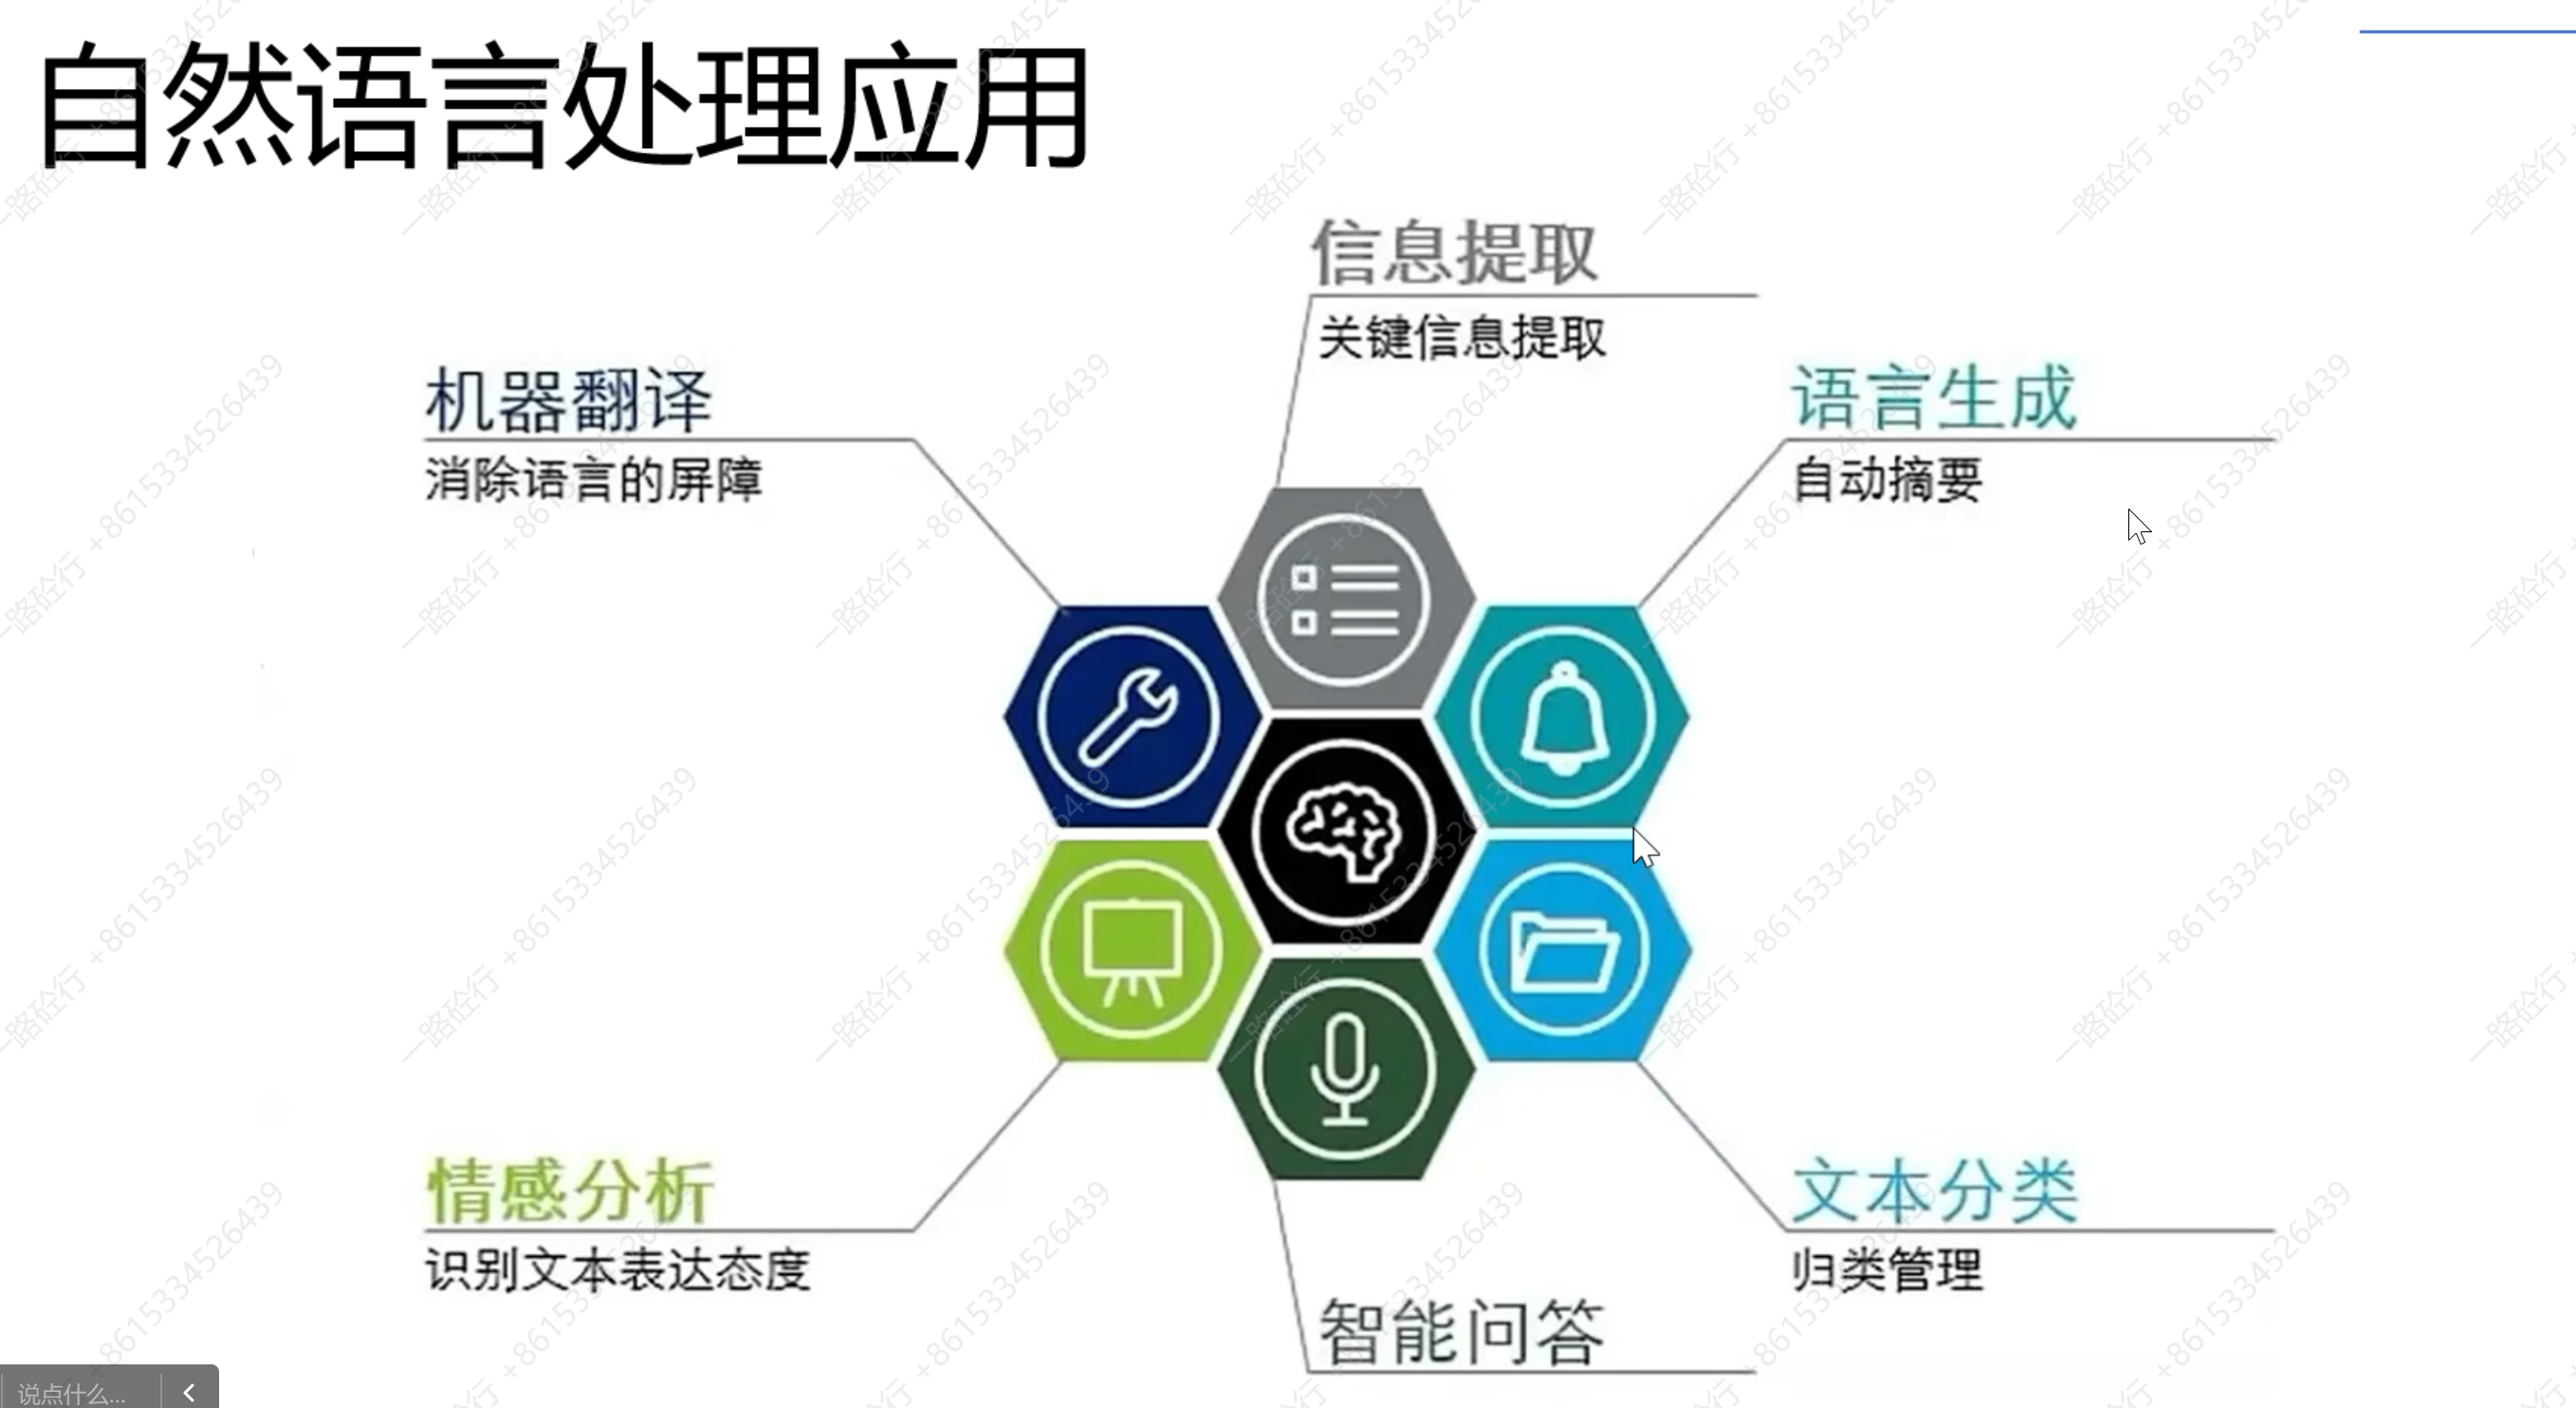 自然语言处理应用
信息提取
关键信息提取
机器翻译
消除语言的屏障
语言生成
自动摘要
情感分析
识别文本表达态度
文本分类
归类管理
智能问答
说点什么...
一路砼行 +8615334526439